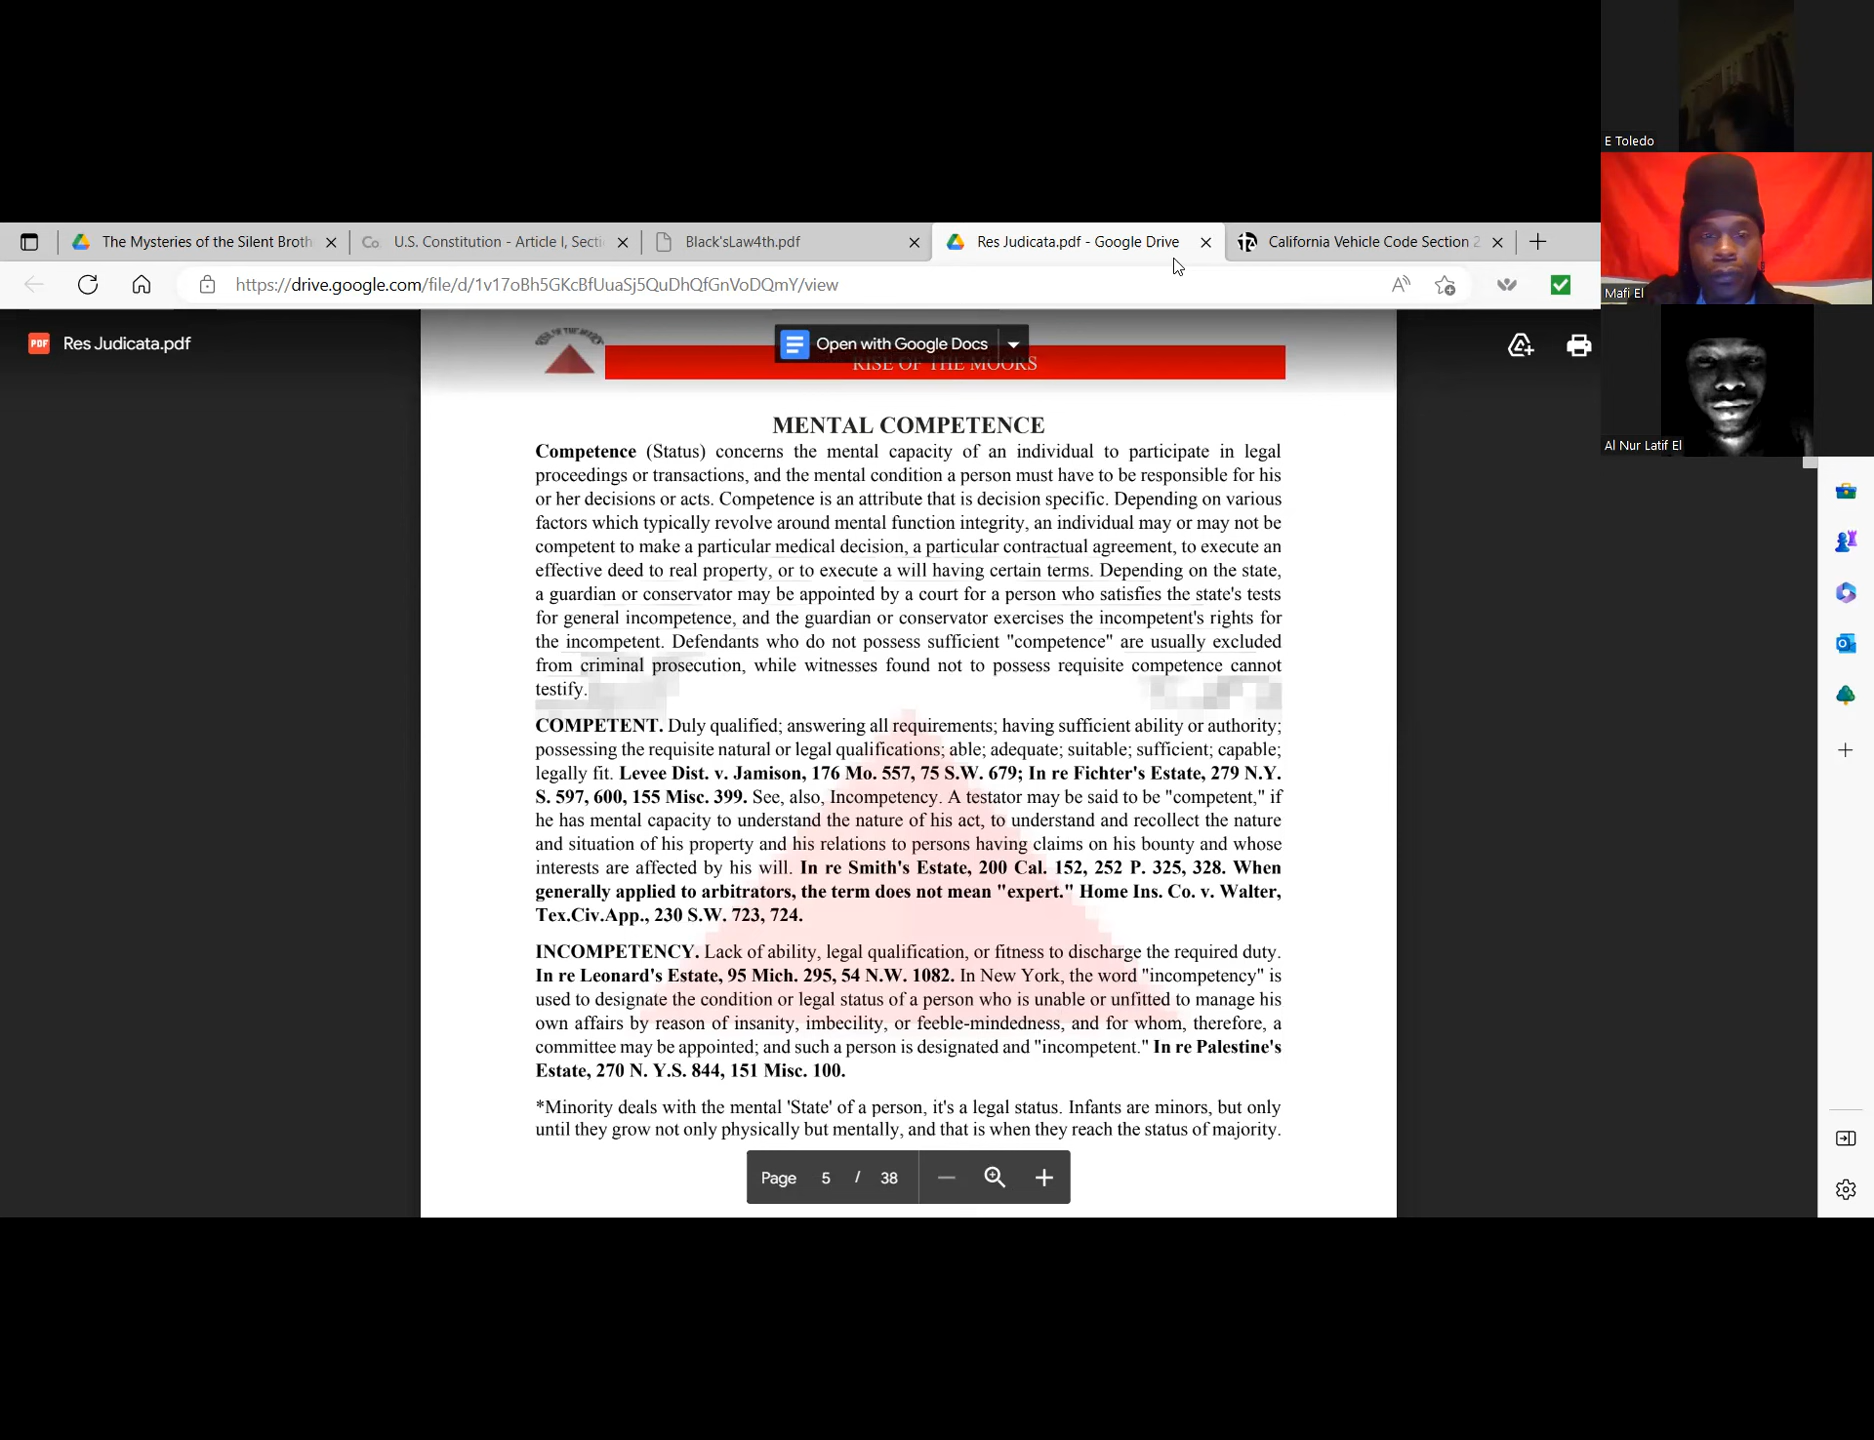 The Mysteries of the Silent Broth
Co
U.S. Constitution - Article I, Secti
Black'sLaw4th.pdf
Res Judicata.pdf - Google Drive
California Vehicle Code Section 2
https://drive.google.com/file/d/1v17oBh5GKcBfUuaSj5QuDhQfGnVoDQmY/view
PDF
Res Judicata.pdf
Open with Google Docs
RISE OF THE MOORS
E Toledo
Mafi El
Al Nur Latif El
MENTAL COMPETENCE
Competence (Status) concerns the mental capacity of an individual to participate in legal
proceedings or transactions, and the mental condition a person must have to be responsible for his
or her decisions or acts. Competence is an attribute that is decision specific. Depending on various
factors which typically revolve around mental function integrity, an individual may or may not be
competent to make a particular medical decision, a particular contractual agreement, to execute an
effective deed to real property, or to execute a will having certain terms. Depending on the state,
a guardian or conservator may be appointed by a court for a person who satisfies the state's tests
for general incompetence, and the guardian or conservator exercises the incompetent's rights for
the incompetent. Defendants who do not possess sufficient "competence" are usually excluded
from criminal prosecution, while witnesses found not to possess requisite competence cannot
testify.
COMPETENT. Duly qualified; answering all requirements; having sufficient ability or authority;
possessing the requisite natural or legal qualifications; able; adequate; suitable; sufficient; capable;
legally fit. Levee Dist. v. Jamison, 176 Mo. 557, 75 S.W. 679; In re Fichter's Estate, 279 N.Y.
S. 597, 600, 155 Misc. 399. See, also, Incompetency. A testator may be said to be "competent," if
he has mental capacity to understand the nature of his act, to understand and recollect the nature
and situation of his property and his relations to persons having claims on his bounty and whose
interests are affected by his will. In re Smith's Estate, 200 Cal. 152, 252 P. 325, 328. When
generally applied to arbitrators, the term does not mean "expert." Home Ins. Co. v. Walter,
Tex.Civ.App., 230 S.W. 723, 724.
INCOMPETENCY. Lack of ability, legal qualification, or fitness to discharge the required duty.
In re Leonard's Estate, 95 Mich. 295, 54 N.W. 1082. In New York, the word "incompetency" is
used to designate the condition or legal status of a person who is unable or unfitted to manage his
own affairs by reason of insanity, imbecility, or feeble-mindedness, and for whom, therefore, a
committee may be appointed; and such a person is designated and "incompetent." In re Palestine's
Estate, 270 N. Y.S. 844, 151 Misc. 100.
*Minority deals with the mental 'State' of a person, it's a legal status. Infants are minors, but only
until they grow not only physically but mentally, and that is when they reach the status of majority.
Page 5 / 38